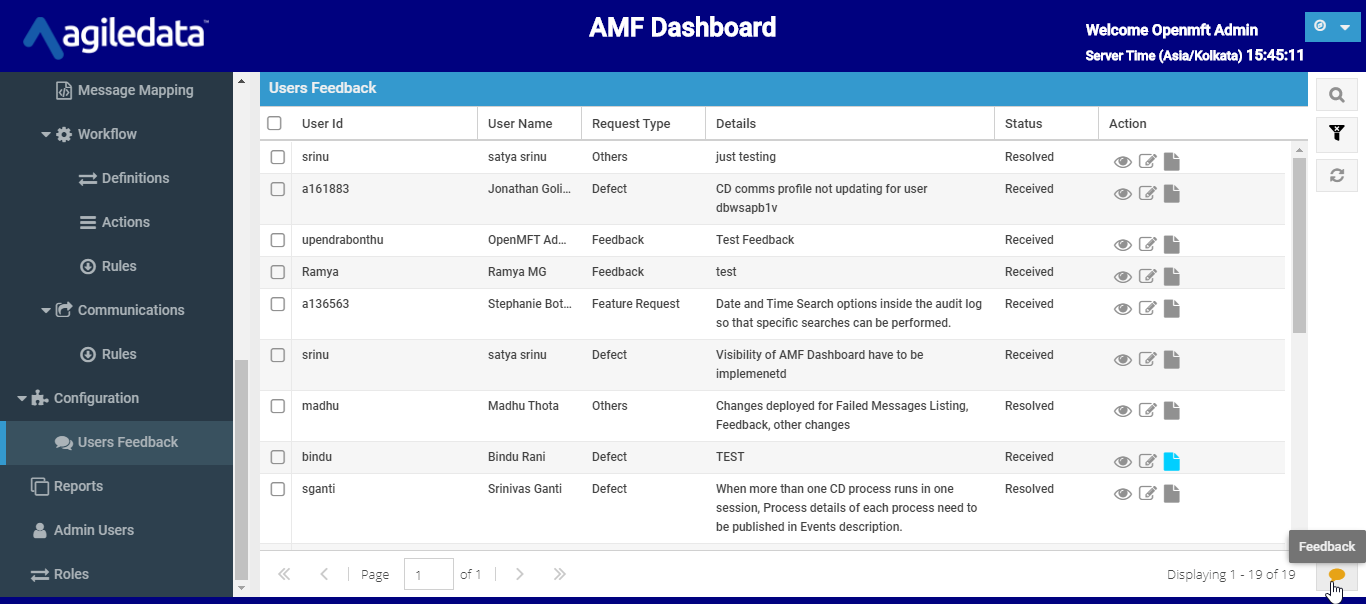 agiledata™
AMF Dashboard
Welcome Openmft Admin
Server Time (Asia/Kolkata) 15:45:11
Message Mapping
Workflow
Definitions
Actions
Rules
Communications
Rules
Configuration
Users Feedback
Reports
Admin Users
Roles
Users Feedback
User Id User Name Request Type Details Status Action
srinu satya srinu Others just testing Resolved
a161883 Jonathan Goli... Defect CD comms profile not updating for user Received
dbwsapb1v
upendrabonthu OpenMFT Ad... Feedback Test Feedback Received
Ramya Ramya MG Feedback test Received
a136563 Stephanie Bot... Feature Request Date and Time Search options inside the audit log Received
so that specific searches can be performed.
srinu satya srinu Defect Visibility of AMF Dashboard have to be Received
implemenetd
madhu Madhu Thota Others Changes deployed for Failed Messages Listing, Resolved
Feedback, other changes
bindu Bindu Rani Defect TEST Received
sganti Srinivas Ganti Defect When more than one CD process runs in one Resolved
session, Process details of each process need to
be published in Events description.
Feedback
Page 1 of 1 Displaying 1 - 19 of 19